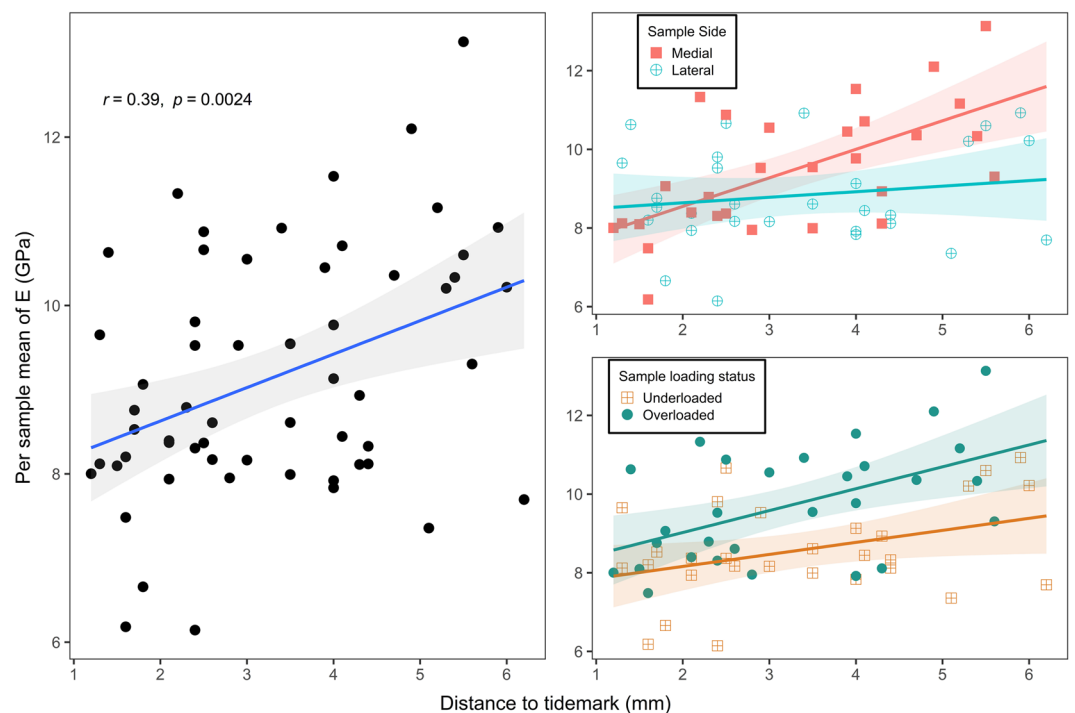 Per sample mean of E (GPa)
r = 0.39, p = 0.0024
12
10
8
6
1 2 3 4 5 6
Sample Side
Medial
Lateral
12
10
8
6
1 2 3 4 5 6
Sample loading status
Underloaded
Overloaded
12
10
8
6
1 2 3 4 5 6
Distance to tidemark (mm)